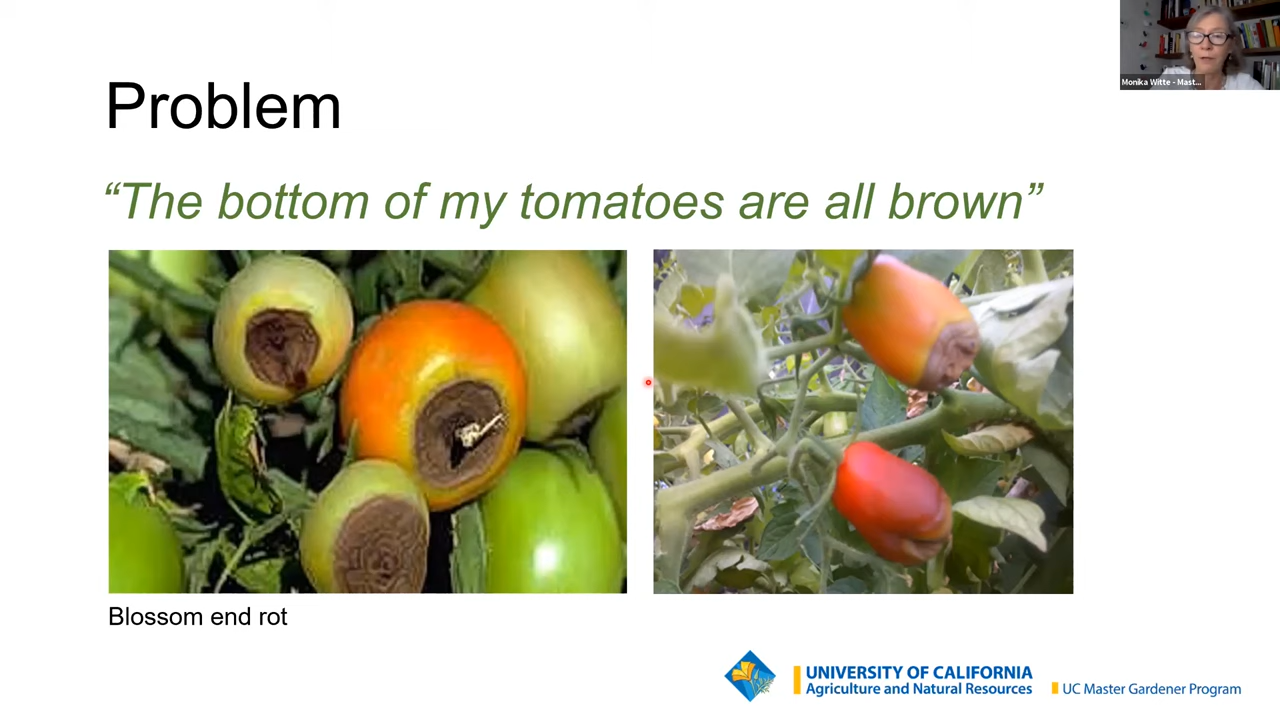 Monika Witte - Mast...
Problem
“The bottom of my tomatoes are all brown”
Blossom end rot
UNIVERSITY OF CALIFORNIA
Agriculture and Natural Resources
UC Master Gardener Program